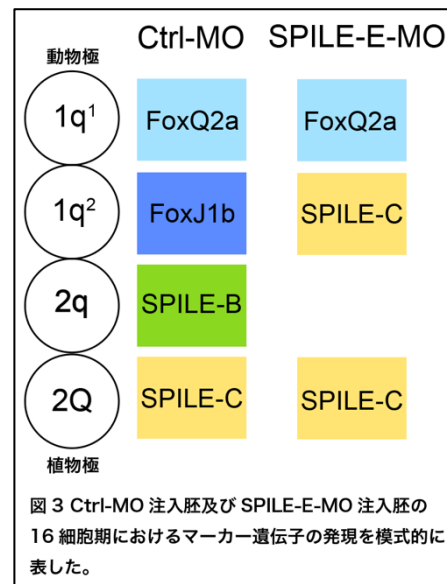 Ctrl-MO SPILE-E-MO
動物極
1q¹ FoxQ2a FoxQ2a
1q² FoxJ1b SPILE-C
2q SPILE-B
2Q SPILE-C SPILE-C
植物極
図 3 Ctrl-MO 注入胚及び SPILE-E-MO 注入胚の
16 細胞期におけるマーカー遺伝子の発現を模式的に
表した。